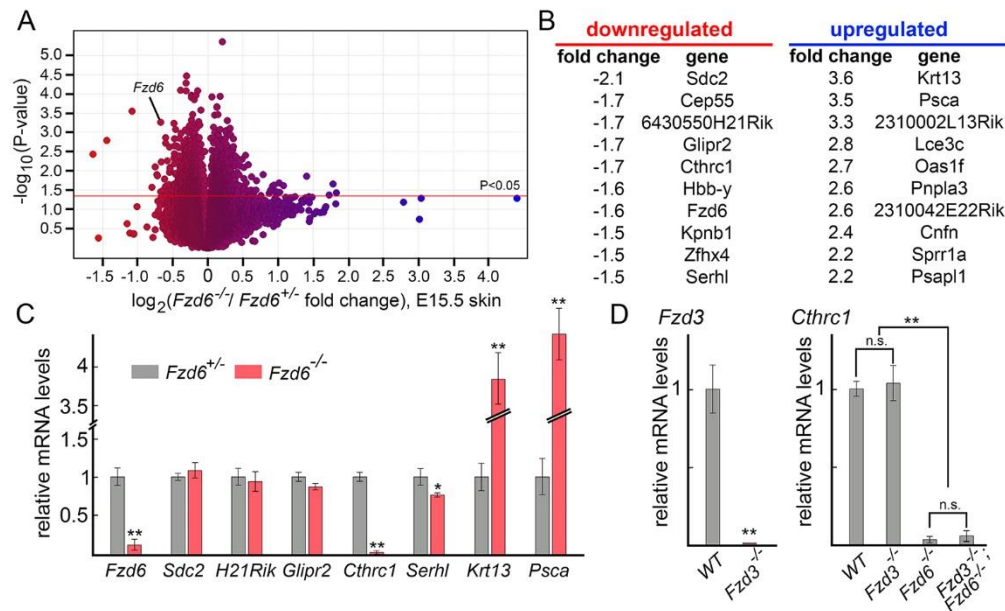 A
-log10(P-value)
5.0
4.5
4.0
3.5
3.0
2.5
2.0
1.5
1.0
0.5
Fzd6
P<0.05
-1.5 -1.0 -0.5 0 0.5 1.0 1.5 2.0 2.5 3.0 3.5 4.0
log2(Fzd6-/-/ Fzd6+/- fold change), E15.5 skin
B
downregulated upregulated
fold change gene fold change gene
-2.1 Sdc2 3.6 Krt13
-1.7 Cep55 3.5 Psca
-1.7 6430550H21Rik 3.3 2310002L13Rik
-1.7 Glipr2 2.8 Lce3c
-1.7 Cthrc1 2.7 Oas1f
-1.6 Hbb-y 2.6 Pnpla3
-1.6 Fzd6 2.6 2310042E22Rik
-1.5 Kpnb1 2.4 Cnfn
-1.5 Zfhx4 2.2 Sprr1a
-1.5 Serhl 2.2 Psapl1
C
relative mRNA levels
4
3.5
1.5
1
0.5
Fzd6+/- Fzd6-/-
** ** * ** **
Fzd6 Sdc2 H21Rik Glipr2 Cthrc1 Serhl Krt13 Psca
D
Fzd3
relative mRNA levels
1
**
WT Fzd3-/-
Cthrc1
relative mRNA levels
1
**
n.s.
n.s.
WT Fzd3-/- Fzd6-/- Fzd3-/-;
Fzd6-/-